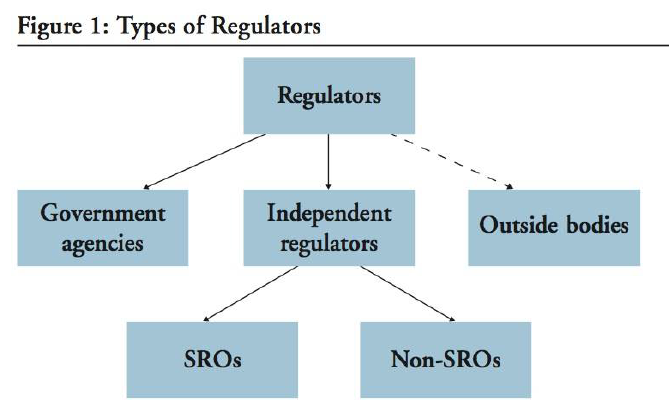 Figure 1: Types of Regulators
Regulators
Government
agencies
Independent
regulators
Outside bodies
SROs
Non-SROs